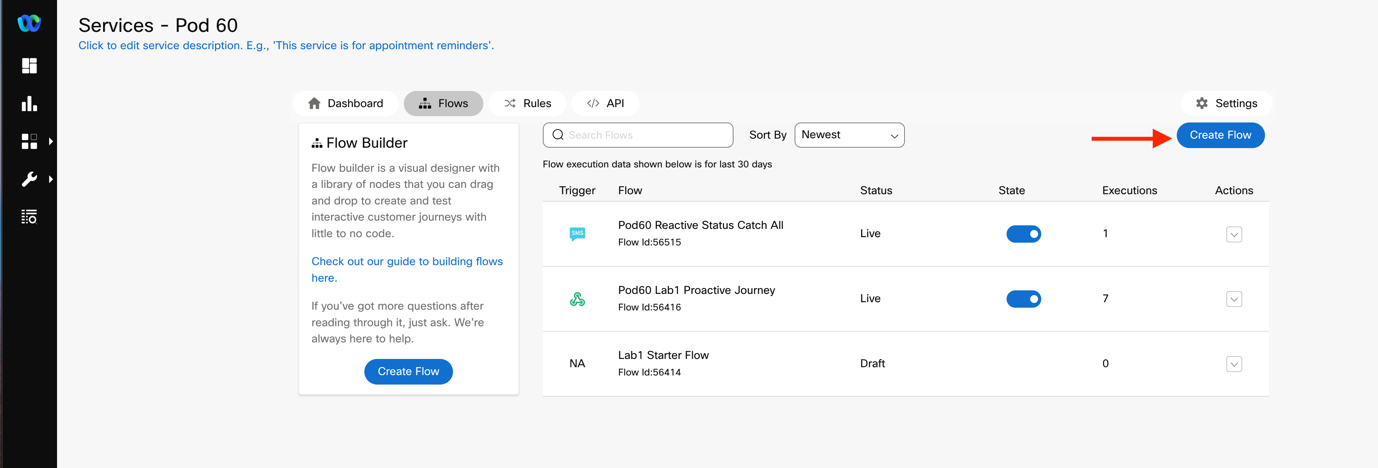 Services - Pod 60
Click to edit service description. E.g., 'This service is for appointment reminders'.
Dashboard
Flows
Rules
</> API
Settings
Flow Builder
Flow builder is a visual designer with
a library of nodes that you can drag
and drop to create and test
interactive customer journeys with
little to no code.
Check out our guide to building flows
here.
If you've got more questions after
reading through it, just ask. We're
always here to help.
Create Flow
Search Flows
Sort By
Newest
Create Flow
Flow execution data shown below is for last 30 days
Trigger Flow Status State Executions Actions
SMS
Pod60 Reactive Status Catch All
Flow Id:56515
Live
1
Pod60 Lab1 Proactive Journey
Flow Id:56416
Live
7
NA
Lab1 Starter Flow
Flow Id:56414
Draft
0